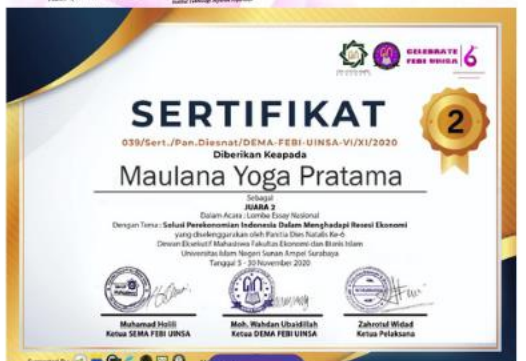 CELEBRATE
FEBI UINSA 6
SERTIFIKAT
2
039/Sert./Pan.Diesnat/DEMA-FEBI-UINSA-VI/XI/2020
Diberikan Keapada
Maulana Yoga Pratama
Sebagai
JUARA 2
Dalam Acara : Lomba Essay Nasional
Dengan Tema : Solusi Perekonomian Indonesia Dalam Menghadapi Resesi Ekonomi
yang diselenggarakan oleh Panitia Dies Natalis Ke-6
Dewan Eksekutif Mahasiswa Fakultas Ekonomi dan Bisnis Islam
Universitas Islam Negeri Sunan Ampel Surabaya
Tanggal 5 - 30 November 2020
Muhamad Holili
Ketua SEMA FEBI UINSA
Moh. Wahdan Ubaidillah
Ketua DEMA FEBI UINSA
Zahrotul Widad
Ketua Pelaksana